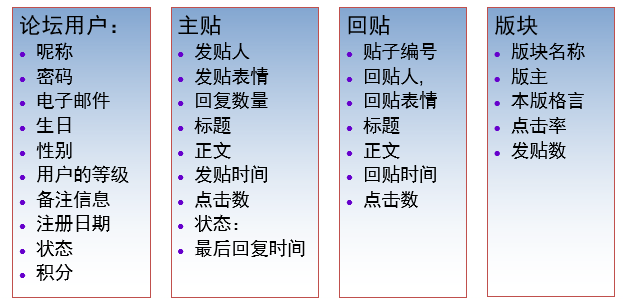 论坛用户：
昵称
密码
电子邮件
生日
性别
用户的等级
备注信息
注册日期
状态
积分
主贴
发贴人
发贴表情
回复数量
标题
正文
发贴时间
点击数
状态：
最后回复时间
回贴
贴子编号
回贴人,
回贴表情
标题
正文
回贴时间
点击数
版块
版块名称
版主
本版格言
点击率
发贴数